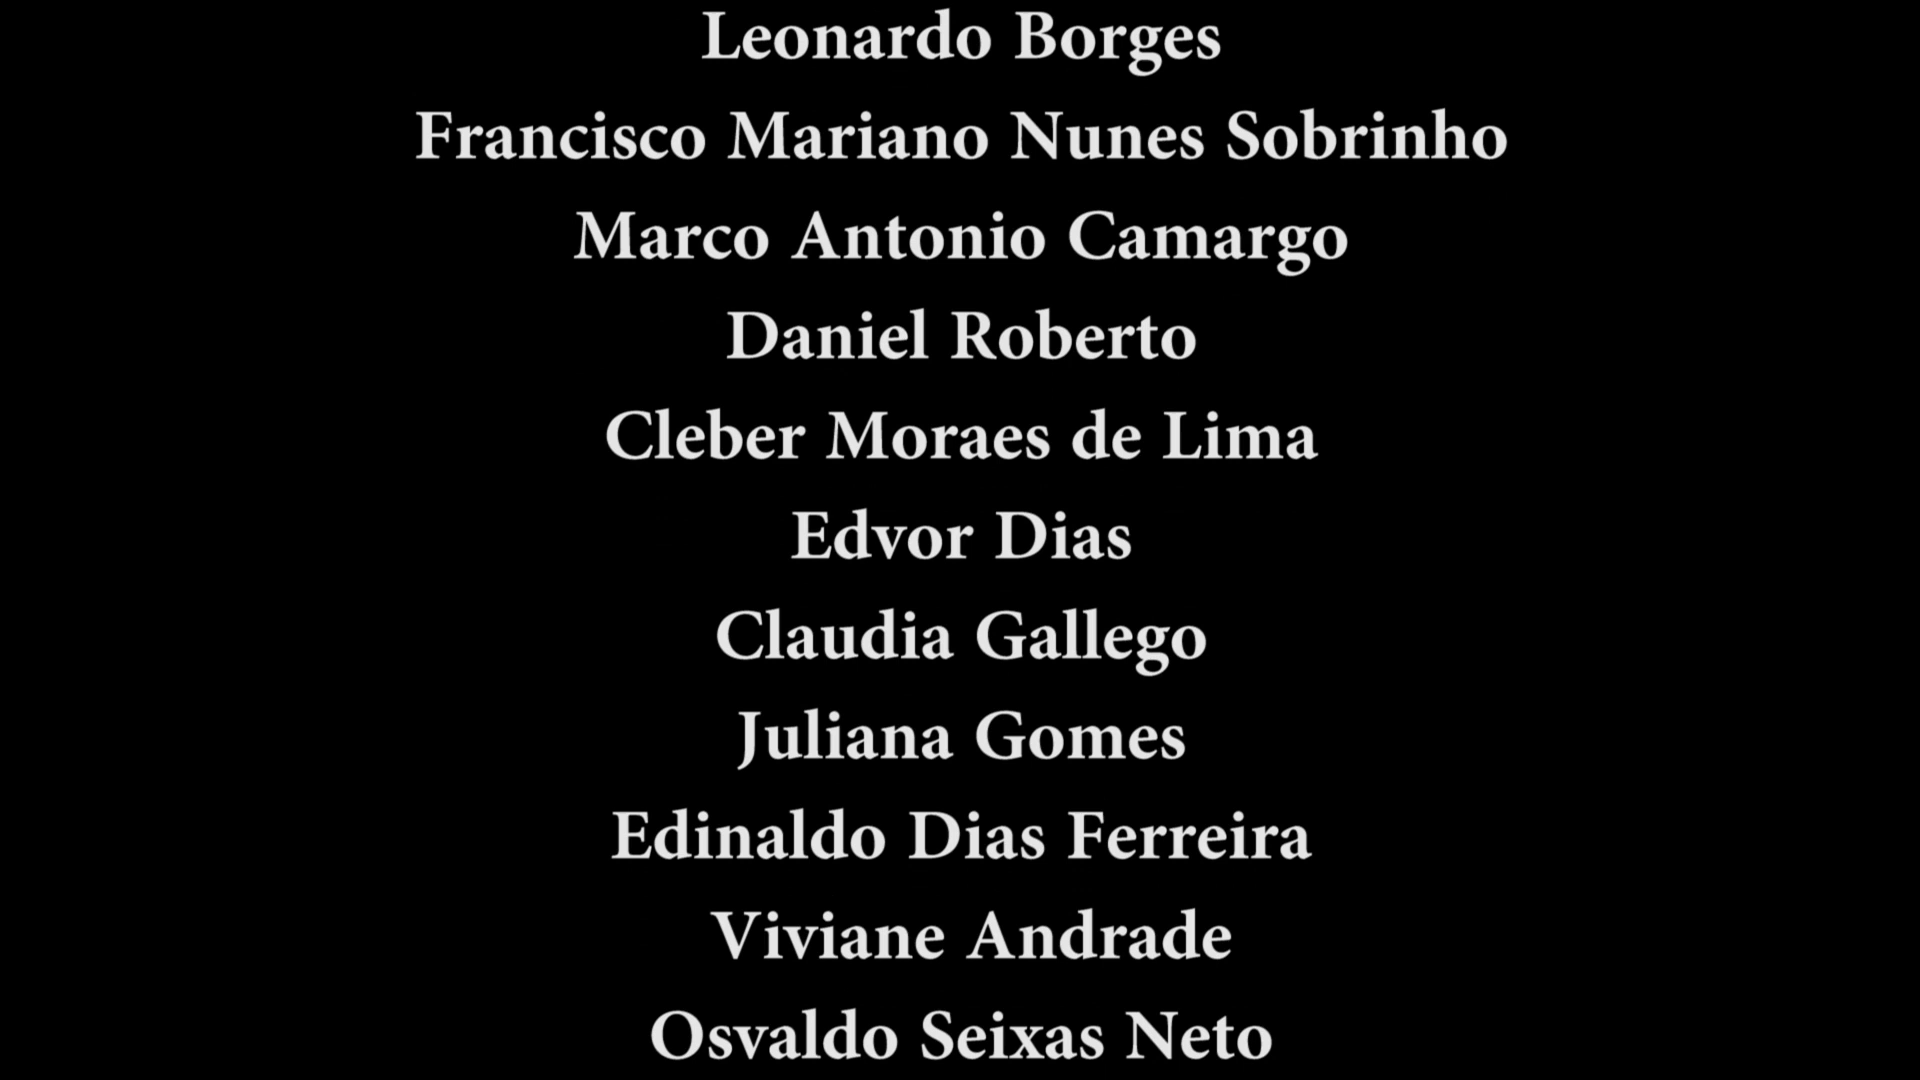 Leonardo Borges
Francisco Mariano Nunes Sobrinho
Marco Antonio Camargo
Daniel Roberto
Cleber Moraes de Lima
Edvor Dias
Claudia Gallego
Juliana Gomes
Edinaldo Dias Ferreira
Viviane Andrade
Osvaldo Seixas Neto